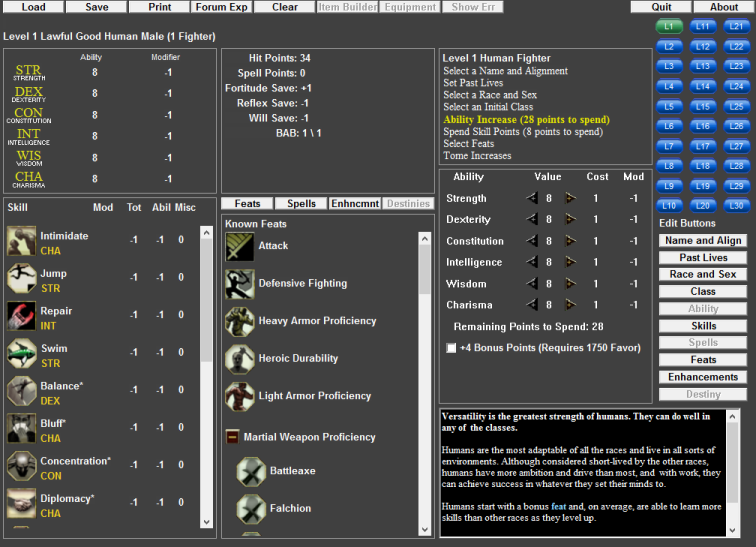 Load Save Print Forum Exp Clear Item Builder Equipment Show Err Quit About
Level 1 Lawful Good Human Male (1 Fighter)
Ability Modifier
STR 8 -1
STRENGTH
DEX 8 -1
DEXTERITY
CON 8 -1
CONSTITUTION
INT 8 -1
INTELLIGENCE
WIS 8 -1
WISDOM
CHA 8 -1
CHARISMA
Hit Points: 34
Spell Points: 0
Fortitude Save: +1
Reflex Save: -1
Will Save: -1
BAB: 1 \ 1
Level 1 Human Fighter
Select a Name and Alignment
Set Past Lives
Select a Race and Sex
Select an Initial Class
Ability Increase (28 points to spend)
Spend Skill Points (8 points to spend)
Select Feats
Tome Increases
L1 L11 L21
L2 L12 L22
L3 L13 L23
L4 L14 L24
L5 L15 L25
L6 L16 L26
L7 L17 L27
L8 L18 L28
L9 L19 L29
L10 L20 L30
Skill Mod Tot Abil Misc
Intimidate -1 -1 0
CHA
Jump -1 -1 0
STR
Repair -1 -1 0
INT
Swim -1 -1 0
STR
Balance* -1 -1 0
DEX
Bluff* -1 -1 0
CHA
Concentration* -1 -1 0
CON
Diplomacy* -1 -1 0
CHA
Feats Spells Enhncmnt Destinies
Known Feats
Attack
Defensive Fighting
Heavy Armor Proficiency
Heroic Durability
Light Armor Proficiency
Martial Weapon Proficiency
Battleaxe
Falchion
Ability Value Cost Mod
Strength 8 1 -1
Dexterity 8 1 -1
Constitution 8 1 -1
Intelligence 8 1 -1
Wisdom 8 1 -1
Charisma 8 1 -1
Remaining Points to Spend: 28
+4 Bonus Points (Requires 1750 Favor)
Edit Buttons
Name and Align
Past Lives
Race and Sex
Class
Ability
Skills
Spells
Feats
Enhancements
Destiny
Versatility is the greatest strength of humans. They can do well in
any of the classes.
Humans are the most adaptable of all the races and live in all sorts of
environments. Although considered short-lived by the other races,
humans have more ambition and drive than most, and with work, they
can achieve success in whatever they set their minds to.
Humans start with a bonus feat and, on average, are able to learn more
skills than other races as they level up.